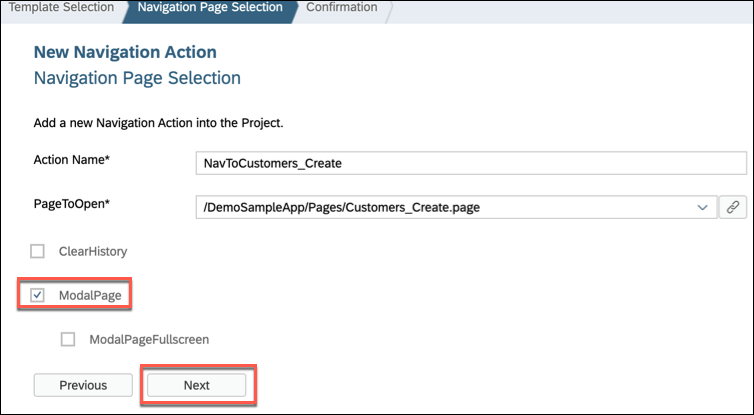 Template Selection Navigation Page Selection Confirmation
New Navigation Action
Navigation Page Selection
Add a new Navigation Action into the Project.
Action Name* NavToCustomers_Create
PageToOpen* /DemoSampleApp/Pages/Customers_Create.page
ClearHistory
ModalPage
ModalPageFullscreen
Previous Next